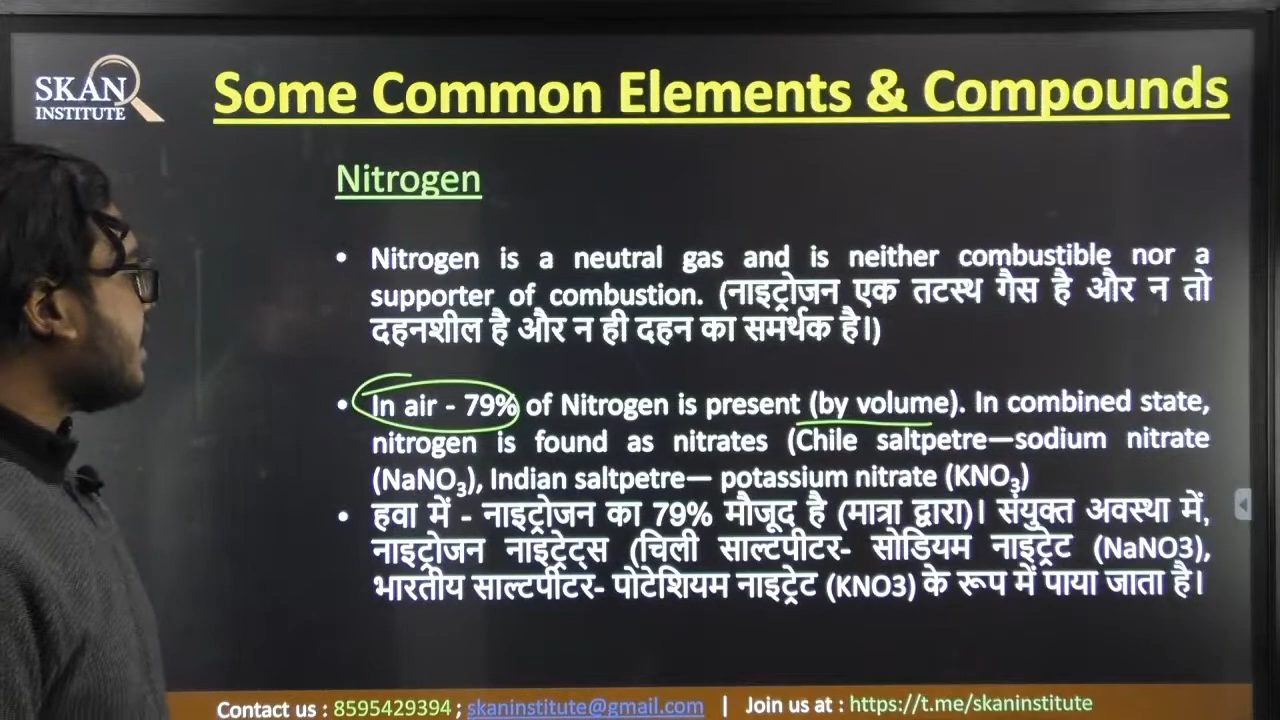 SKAN
INSTITUTE
Some Common Elements & Compounds
Nitrogen
• Nitrogen is a neutral gas and is neither combustible nor a
supporter of combustion. (नाइट्रोजन एक तटस्थ गैस है और न तो
दहनशील है और न ही दहन का समर्थक है।)
• In air - 79% of Nitrogen is present (by volume). In combined state,
nitrogen is found as nitrates (Chile saltpetre—sodium nitrate
(NaNO₃), Indian saltpetre— potassium nitrate (KNO₃)
• हवा में - नाइट्रोजन का 79% मौजूद है (मात्रा द्वारा)। संयुक्त अवस्था में,
नाइट्रोजन नाइट्रेट्स (चिली साल्टपीटर- सोडियम नाइट्रेट (NaNO3),
भारतीय साल्टपीटर- पोटेशियम नाइट्रेट (KNO3) के रूप में पाया जाता है।
Contact us : 8595429394 ; skaninstitute@gmail.com | Join us at : https://t.me/skaninstitute